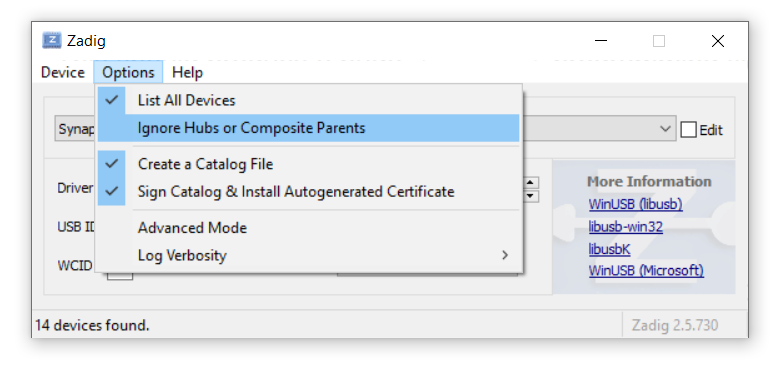 Zadig
Device Options Help
List All Devices
Ignore Hubs or Composite Parents
Synap
Edit
Create a Catalog File
Sign Catalog & Install Autogenerated Certificate
Driver
Advanced Mode
USB ID
Log Verbosity
WCID
More Information
WinUSB (libusb)
libusb-win32
libusbK
WinUSB (Microsoft)
14 devices found.
Zadig 2.5.730